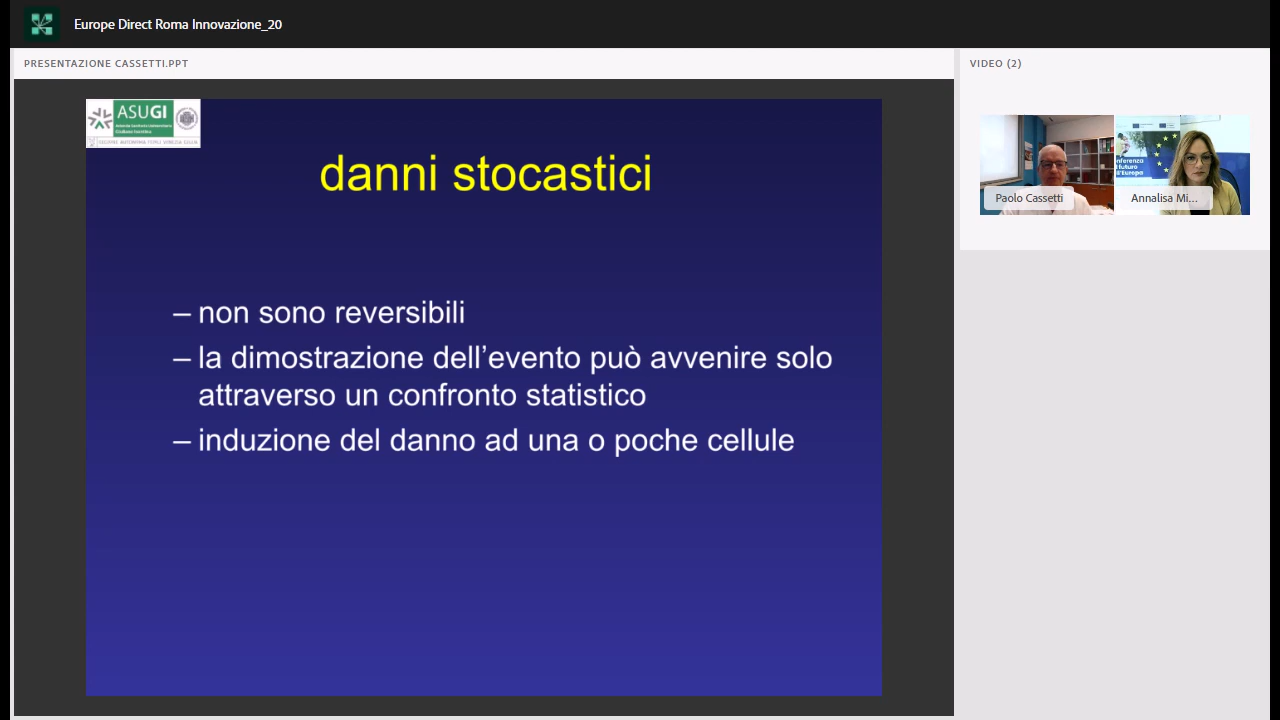 Europe Direct Roma Innovazione_20
PRESENTAZIONE CASSETTI.PPT
VIDEO (2)
ASUGI
danni stocastici
– non sono reversibili
– la dimostrazione dell'evento può avvenire solo
attraverso un confronto statistico
– induzione del danno ad una o poche cellule
Paolo Cassetti
Annalisa Mi...